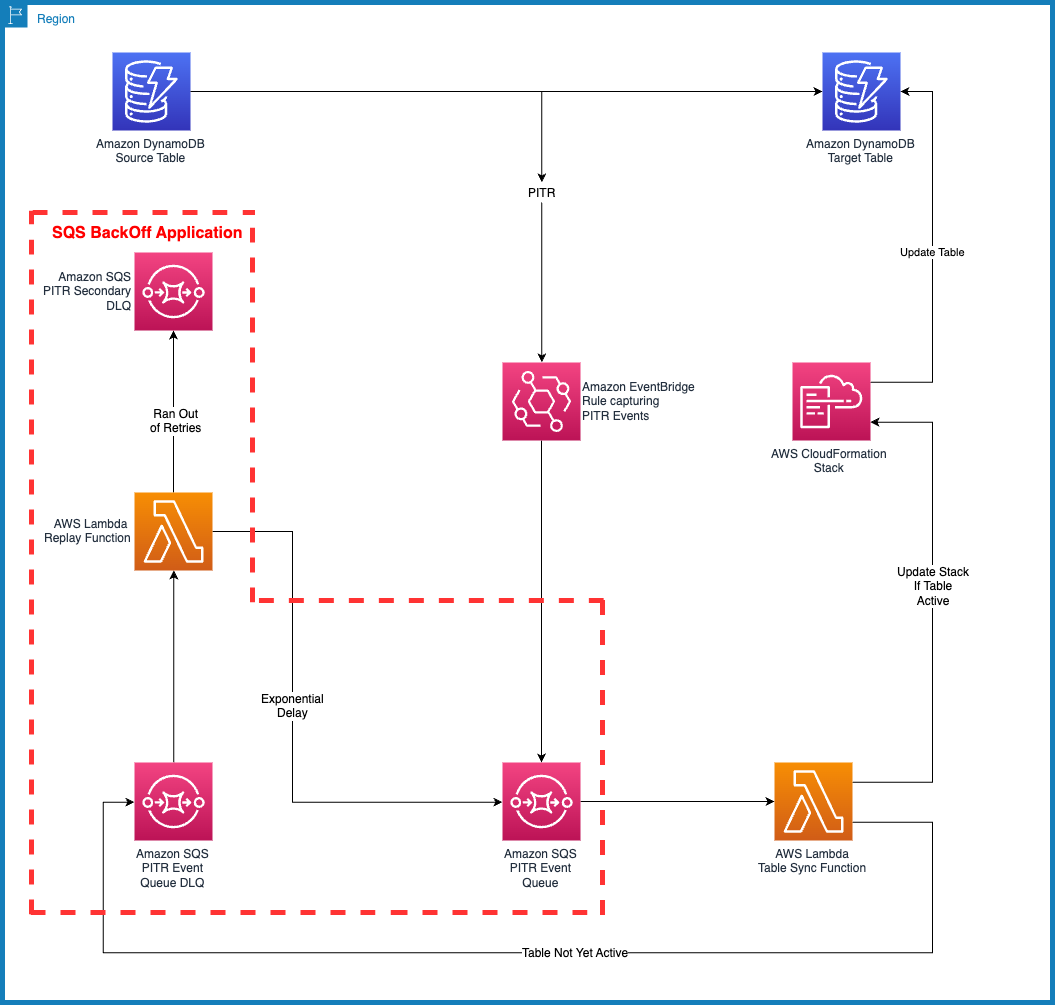 Region
Amazon DynamoDB
Source Table
Amazon DynamoDB
Target Table
PITR
SQS BackOff Application
Amazon SQS
PITR Secondary
DLQ
Update Table
Ran Out
of Retries
Amazon EventBridge
Rule capturing
PITR Events
AWS CloudFormation
Stack
AWS Lambda
Replay Function
Update Stack
If Table
Active
Exponential
Delay
Amazon SQS
PITR Event
Queue DLQ
Amazon SQS
PITR Event
Queue
AWS Lambda
Table Sync Function
Table Not Yet Active